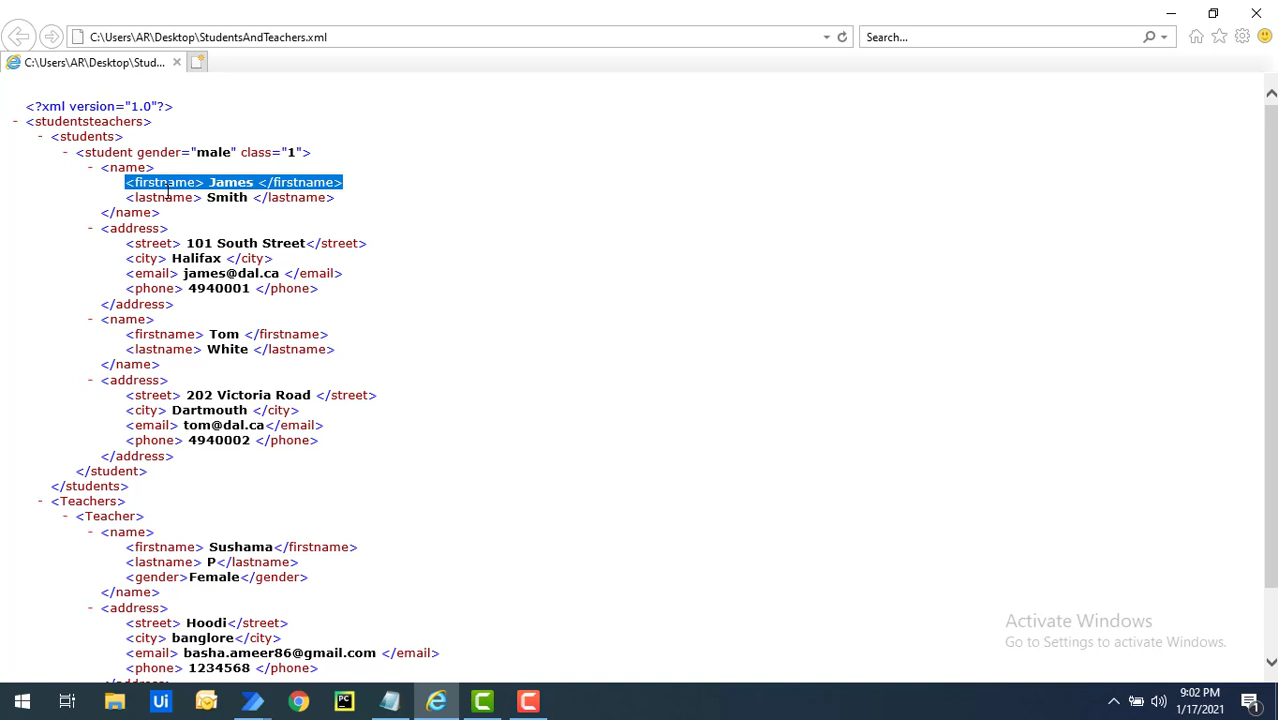 C:\Users\AR\Desktop\StudentsAndTeachers.xml
Search...
C:\Users\AR\Desktop\Stud...
<?xml version="1.0"?>
- <studentsteachers>
- <students>
- <student gender="male" class="1">
- <name>
<firstname> James </firstname>
<lastname> Smith </lastname>
</name>
- <address>
<street> 101 South Street</street>
<city> Halifax </city>
<email> james@dal.ca </email>
<phone> 4940001 </phone>
</address>
- <name>
<firstname> Tom </firstname>
<lastname> White </lastname>
</name>
- <address>
<street> 202 Victoria Road </street>
<city> Dartmouth </city>
<email> tom@dal.ca</email>
<phone> 4940002 </phone>
</address>
</student>
</students>
- <Teachers>
- <Teacher>
- <name>
<firstname> Sushama</firstname>
<lastname> P</lastname>
<gender>Female</gender>
</name>
- <address>
<street> Hoodi</street>
<city> banglore</city>
<email> basha.ameer86@gmail.com </email>
<phone> 1234568 </phone>
Activate Windows
Go to Settings to activate Windows.
Ui
PC
C
C
9:02 PM
1/17/2021
1